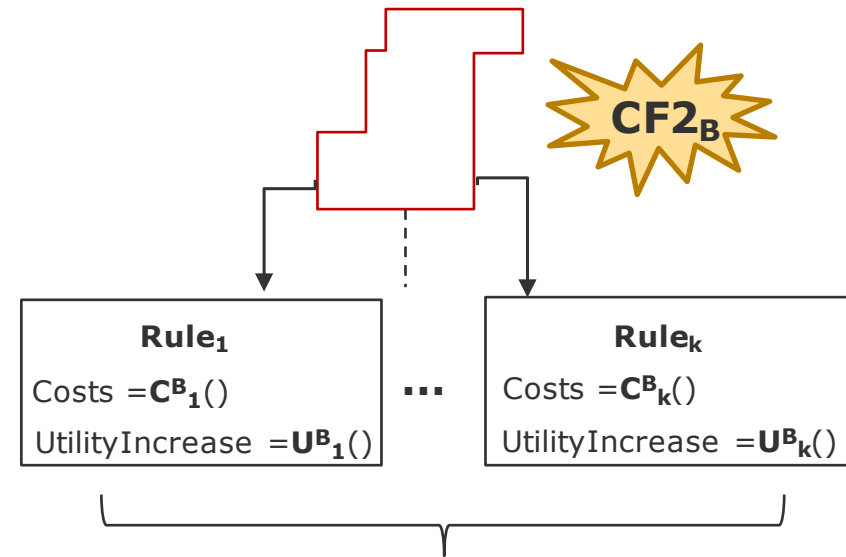 CF2B
Rule1
Costs =CB1()
UtilityIncrease =UB1()
...
Rulek
Costs =CBk()
UtilityIncrease =UBk()